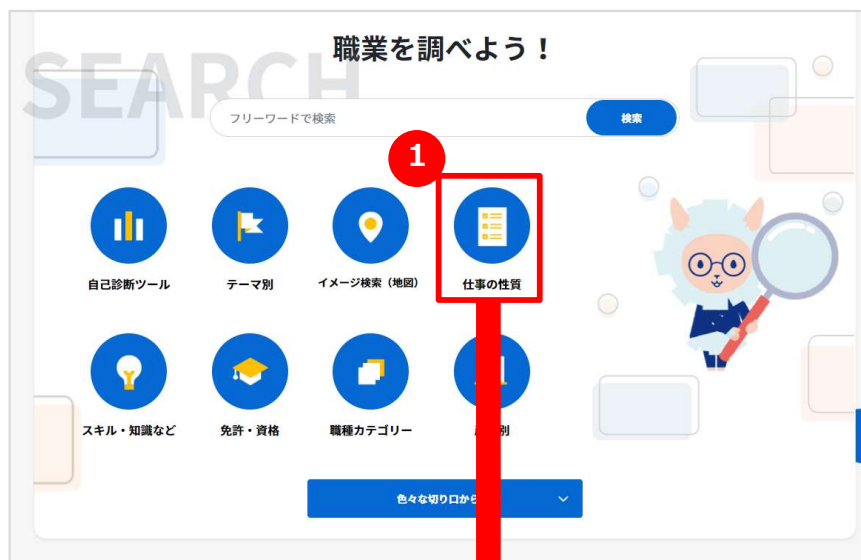 SEARCH
職業を調べよう！
フリーワードで検索
検索
1
自己診断ツール
テーマ別
イメージ検索（地図）
仕事の性質
スキル・知識など
免許・資格
職種カテゴリー
別
色々な切り口から